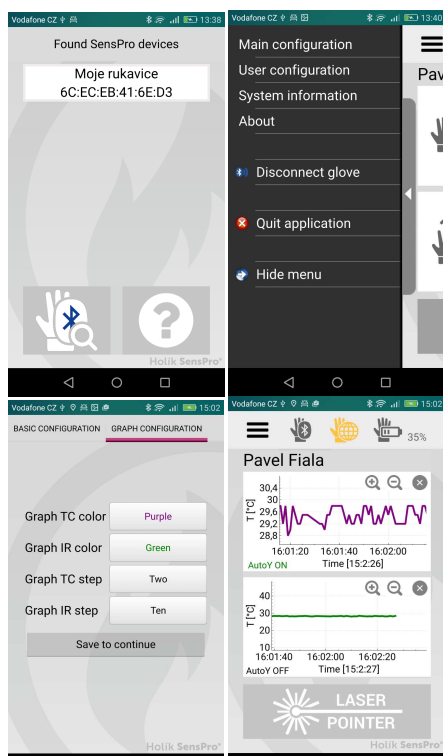 Vodafone CZ 13:38
Found SensPro devices
Moje rukavice
6C:EC:EB:41:6E:D3
Holík SensPro®
Vodafone CZ 13:40
Main configuration
User configuration
System information
About
Disconnect glove
Quit application
Hide menu
Pav
Vodafone CZ 15:02
BASIC CONFIGURATION GRAPH CONFIGURATION
Graph TC color Purple
Graph IR color Green
Graph TC step Two
Graph IR step Ten
Save to continue
Holík SensPro®
Vodafone CZ 15:02
35%
Pavel Fiala
T [°C]
30,4
30
29,6
29,2
28,8
16:01:20 16:01:40 16:02:00
AutoY ON Time [15:2:26]
T [°C]
40
30
20
10
16:01:40 16:02:00 16:02:20
AutoY OFF Time [15:2:27]
LASER
POINTER
Holík SensPro®